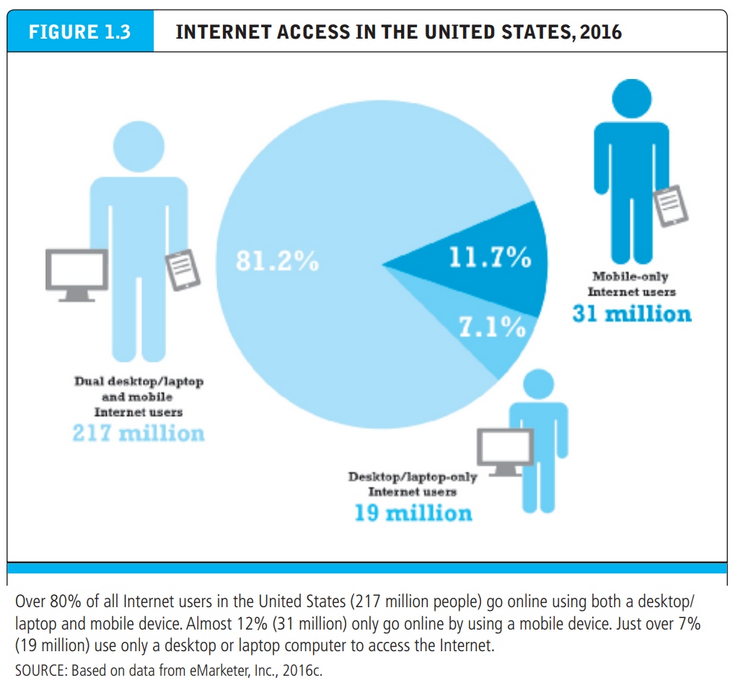 FIGURE 1.3
INTERNET ACCESS IN THE UNITED STATES, 2016
81.2%
11.7%
7.1%
Mobile-only
Internet users
31 million
Dual desktop/laptop
and mobile
Internet users
217 million
Desktop/laptop-only
Internet users
19 million
Over 80% of all Internet users in the United States (217 million people) go online using both a desktop/
laptop and mobile device. Almost 12% (31 million) only go online by using a mobile device. Just over 7%
(19 million) use only a desktop or laptop computer to access the Internet.
SOURCE: Based on data from eMarketer, Inc., 2016c.